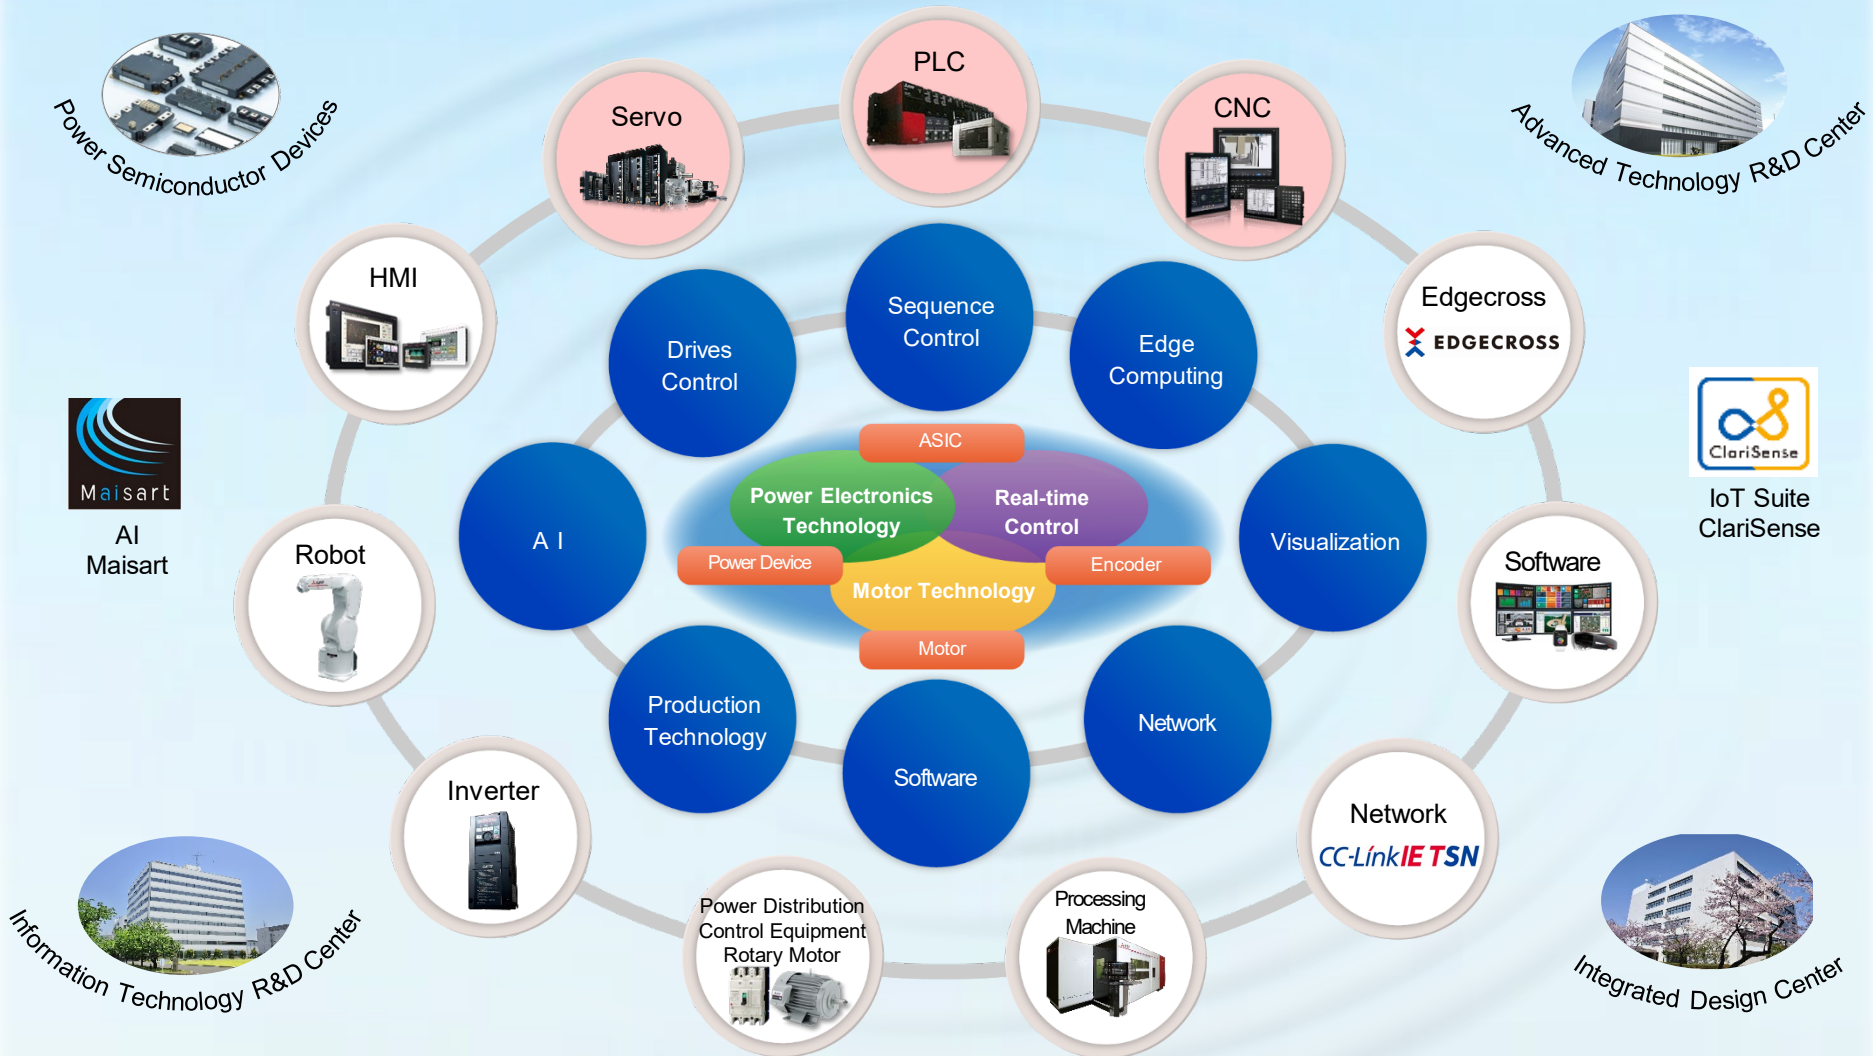 PLC
Servo
CNC
Power Semiconductor Devices
Advanced Technology R&D Center
HMI
Edgecross
EDGECROSS
Sequence
Control
Drives
Control
Edge
Computing
ASIC
Power Electronics
Technology
Real-time
Control
Power Device
Encoder
Motor Technology
Motor
A I
Visualization
Maisart
AI
Maisart
ClariSense
IoT Suite
ClariSense
Robot
Software
Production
Technology
Network
Software
Inverter
Network
CC-Link IE TSN
Power Distribution
Control Equipment
Rotary Motor
Processing
Machine
Information Technology R&D Center
Integrated Design Center